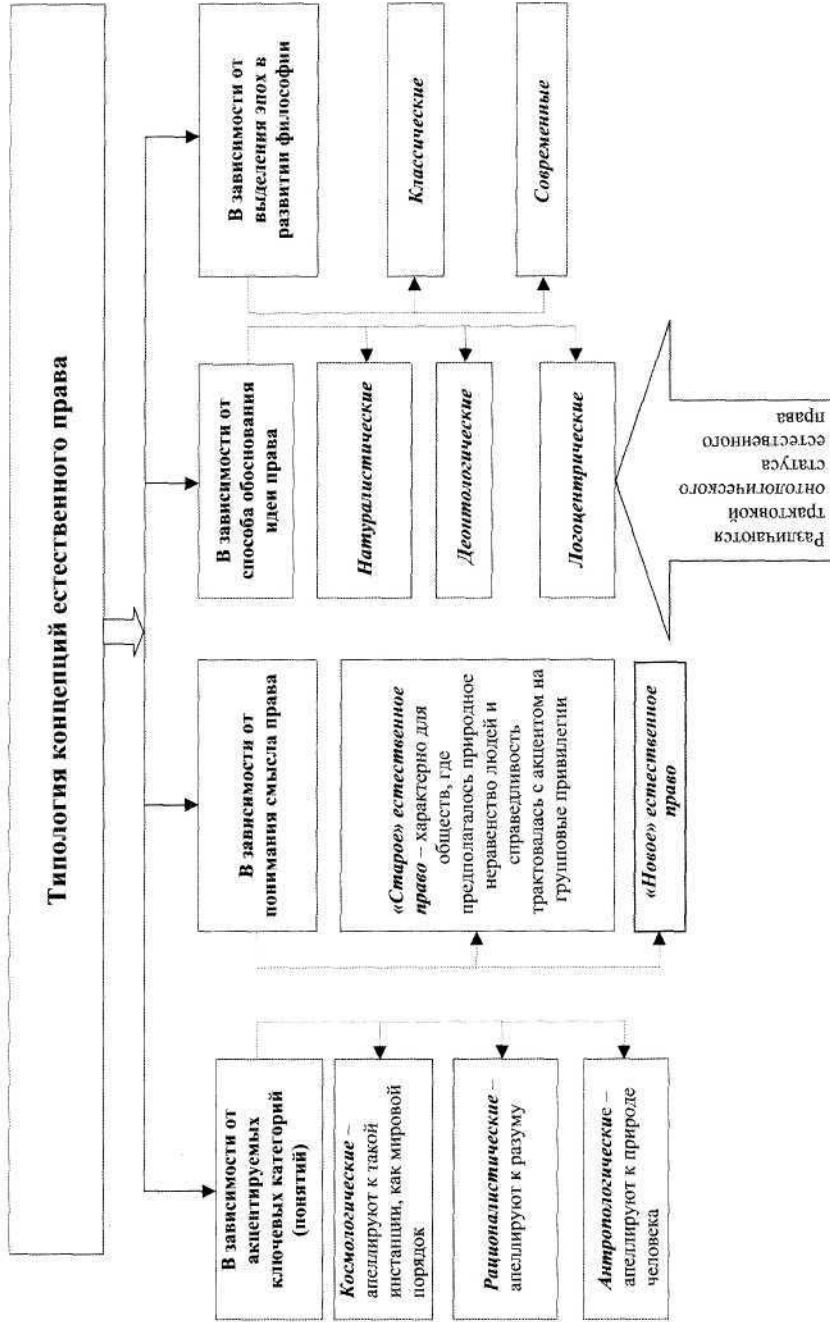 Типология концепций естественного права
В зависимости от
акцентируемых
ключевых категорий
(понятий)
Космологические –
апеллируют к такой
инстанции, как мировой
порядок
Рационалистические –
апеллируют к разуму
Антропологические –
апеллируют к природе
человека
В зависимости от
понимания смысла права
«Старое» естественное
право – характерно для
обществ, где
предполагалось природное
неравенство людей и
справедливость
трактовалась с акцентом на
групповые привилегии
«Новое» естественное
право
В зависимости от
способа обоснования
идеи права
Натуралистические
Деонтологические
Логоцентрические
Различаются
трактовкой
онтологического
статуса
естественного
права
В зависимости от
выделения эпох в
развитии философии
Классические
Современные